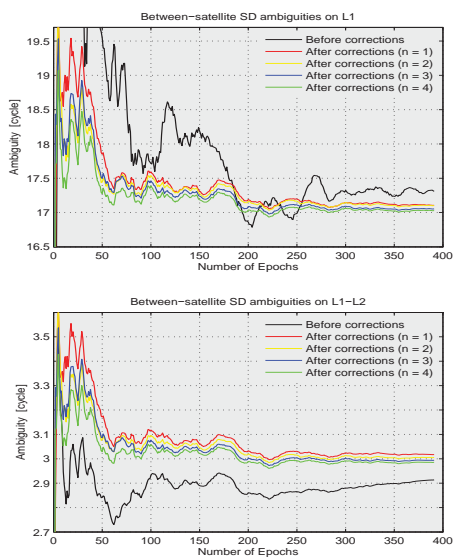 Between−satellite SD ambiguities on L1
19.5
19
18.5
18
17.5
17
16.5
Ambiguity [cycle]
Before corrections
After corrections (n = 1)
After corrections (n = 2)
After corrections (n = 3)
After corrections (n = 4)
0 50 100 150 200 250 300 350 400
Number of Epochs
Between−satellite SD ambiguities on L1−L2
3.5
3.3
3.1
3
2.9
2.7
Ambiguity [cycle]
Before corrections
After corrections (n = 1)
After corrections (n = 2)
After corrections (n = 3)
After corrections (n = 4)
0 50 100 150 200 250 300 350 400
Number of Epochs